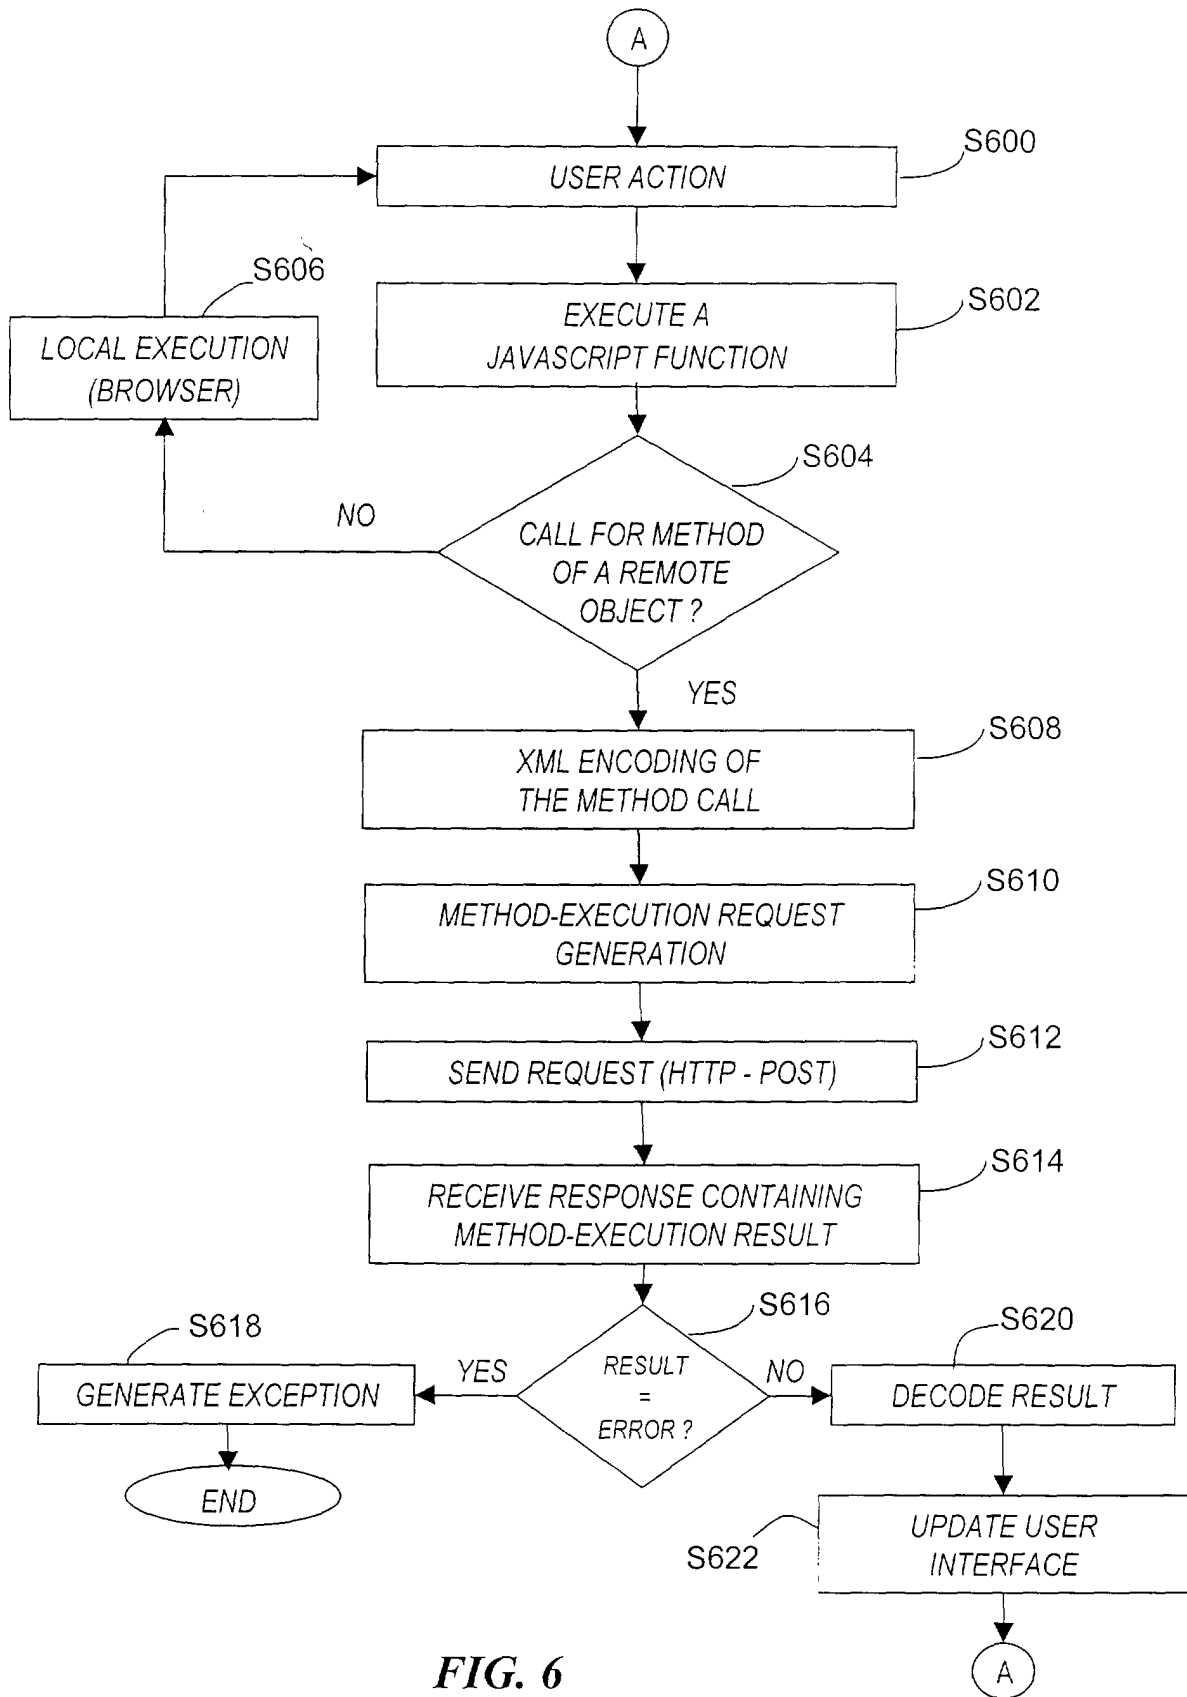 A
S600
USER ACTION
S606
S602
EXECUTE A
JAVASCRIPT FUNCTION
LOCAL EXECUTION
(BROWSER)
S604
NO
CALL FOR METHOD
OF A REMOTE
OBJECT ?
YES
S608
XML ENCODING OF
THE METHOD CALL
S610
METHOD-EXECUTION REQUEST
GENERATION
S612
SEND REQUEST (HTTP - POST)
S614
RECEIVE RESPONSE CONTAINING
METHOD-EXECUTION RESULT
S616
S618
S620
YES
RESULT
=
ERROR ?
NO
GENERATE EXCEPTION
DECODE RESULT
END
UPDATE USER
INTERFACE
S622
A
FIG. 6